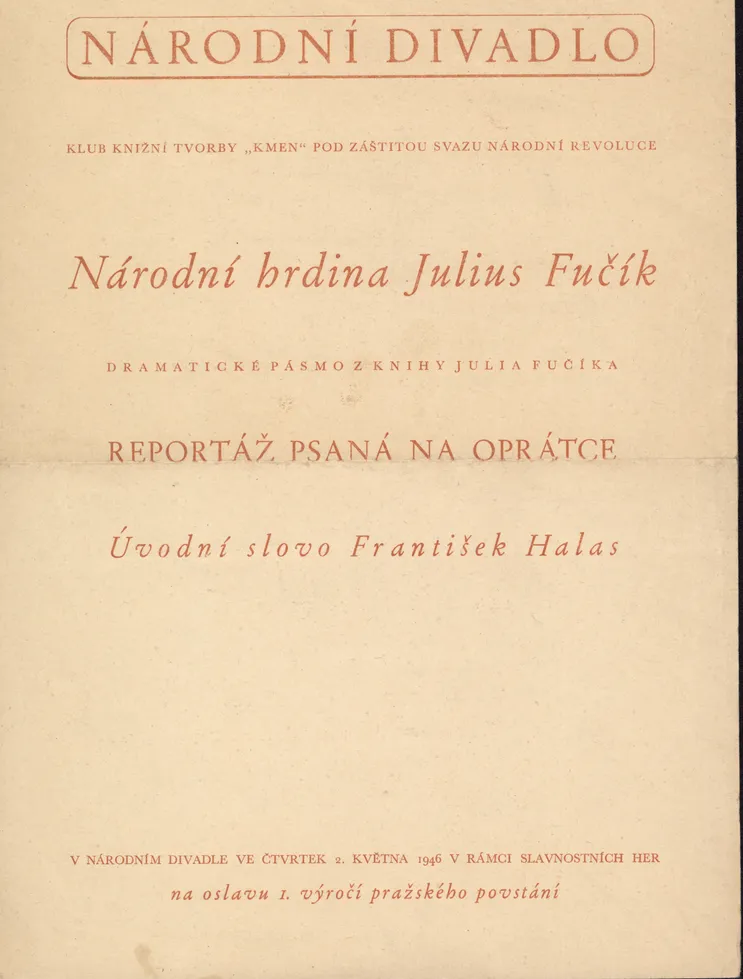 NÁRODNÍ DIVADLO
KLUB KNIŽNÍ TVORBY „KMEN“ POD ZÁŠTITOU SVAZU NÁRODNÍ REVOLUCE
Národní hrdina Julius Fučík
DRAMATICKÉ PÁSMO Z KNIHY JULIA FUČÍKA
REPORTÁŽ PSANÁ NA OPRÁTCE
Úvodní slovo František Halas
V NÁRODNÍM DIVADLE VE ČTVRTEK 2. KVĚTNA 1946 V RÁMCI SLAVNOSTNÍCH HER
na oslavu 1. výročí pražského povstání